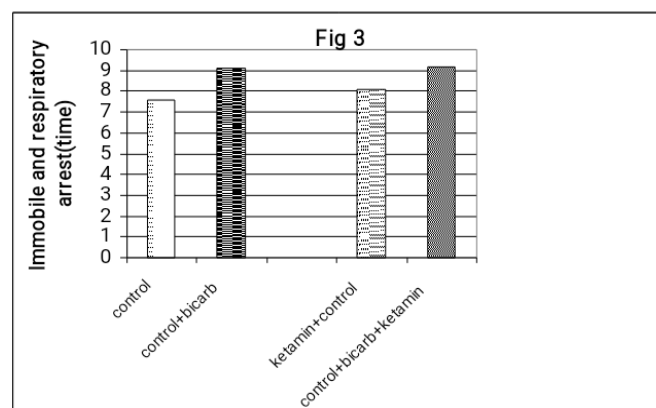 Fig 3
Immobile and respiratory
arrest(time)
10
9
8
7
6
5
4
3
2
1
0
control
control+bicarb
ketamin+control
control+bicarb+ketamin